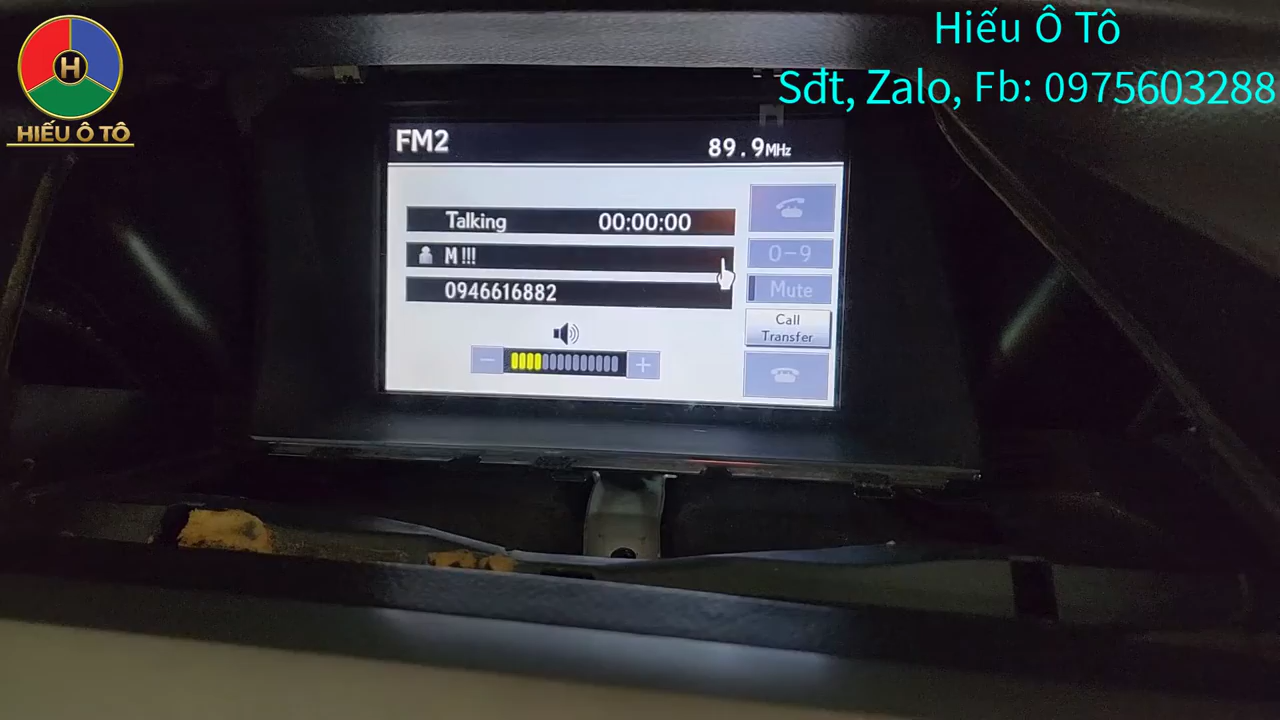 H
HIẾU Ô TÔ
Hiếu Ô Tô
Sđt, Zalo, Fb: 0975603288
FM2
89.9MHz
Talking 00:00:00
M !!!
0946616882
0-9
Mute
Call
Transfer
− +